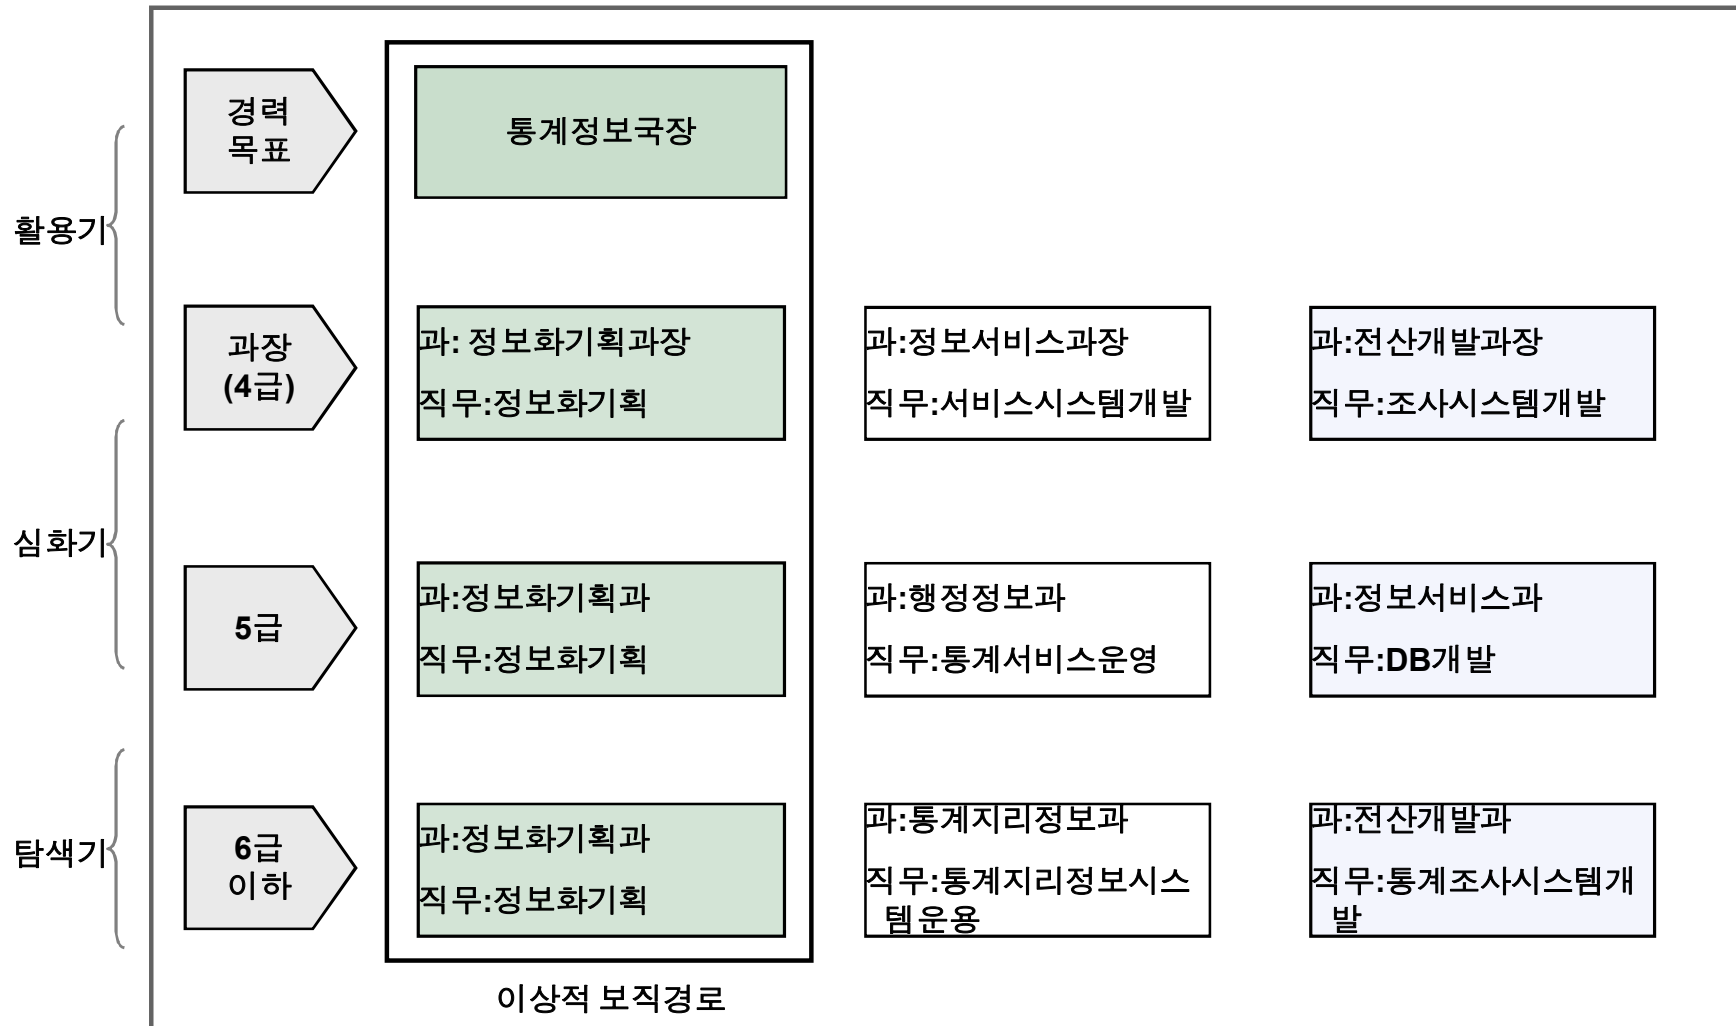 경력
목표
통계정보국장
활용기
과장
(4급)
과: 정보화기획과장
직무:정보화기획
과:정보서비스과장
직무:서비스시스템개발
과:전산개발과장
직무:조사시스템개발
심화기
5급
과:정보화기획과
직무:정보화기획
과:행정정보과
직무:통계서비스운영
과:정보서비스과
직무:DB개발
탐색기
6급
이하
과:정보화기획과
직무:정보화기획
과:통계지리정보과
직무:통계지리정보시스
템운용
과:전산개발과
직무:통계조사시스템개
발
이상적 보직경로